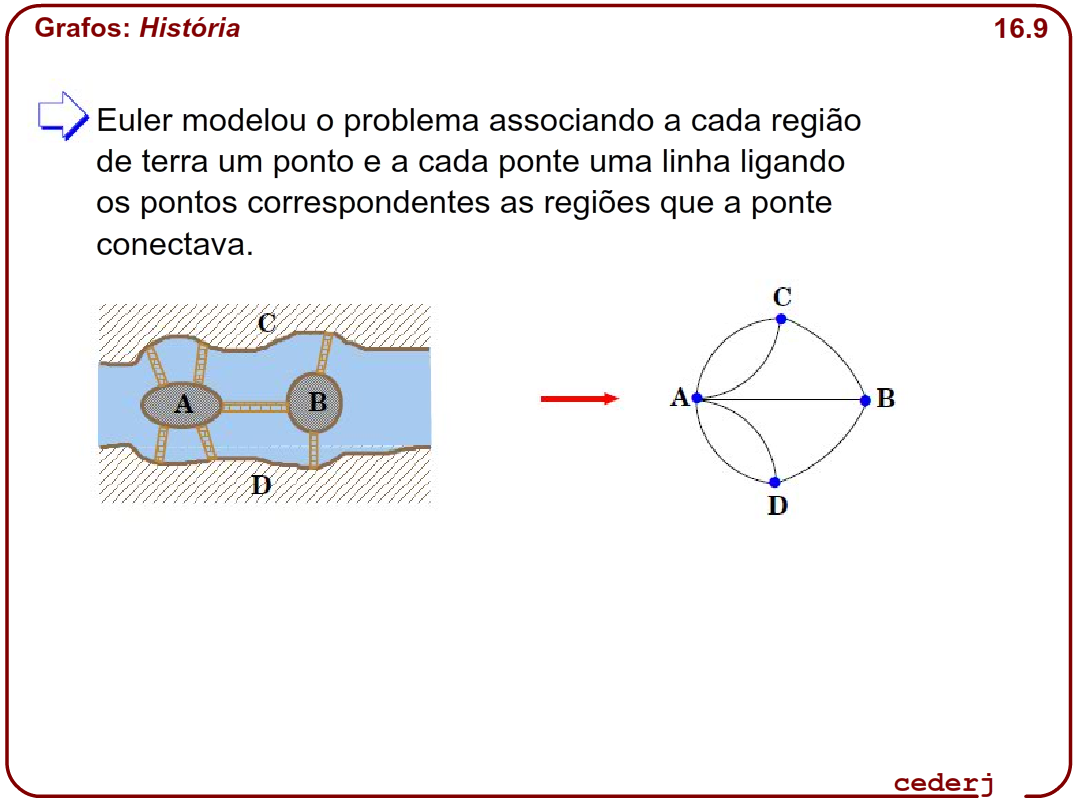 Grafos: História
16.9
Euler modelou o problema associando a cada região
de terra um ponto e a cada ponte uma linha ligando
os pontos correspondentes as regiões que a ponte
conectava.
C
A
B
D
C
A
B
D
cederj